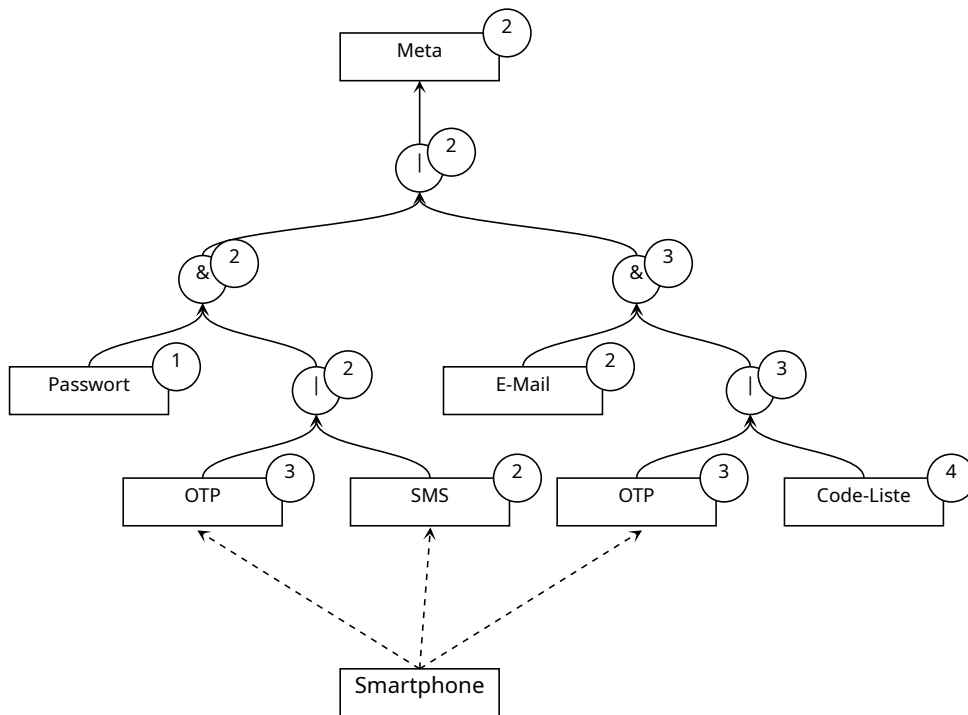 Meta
2
|
2
&
2
&
3
Passwort
1
|
2
E-Mail
2
|
3
OTP
3
SMS
2
OTP
3
Code-Liste
4
Smartphone